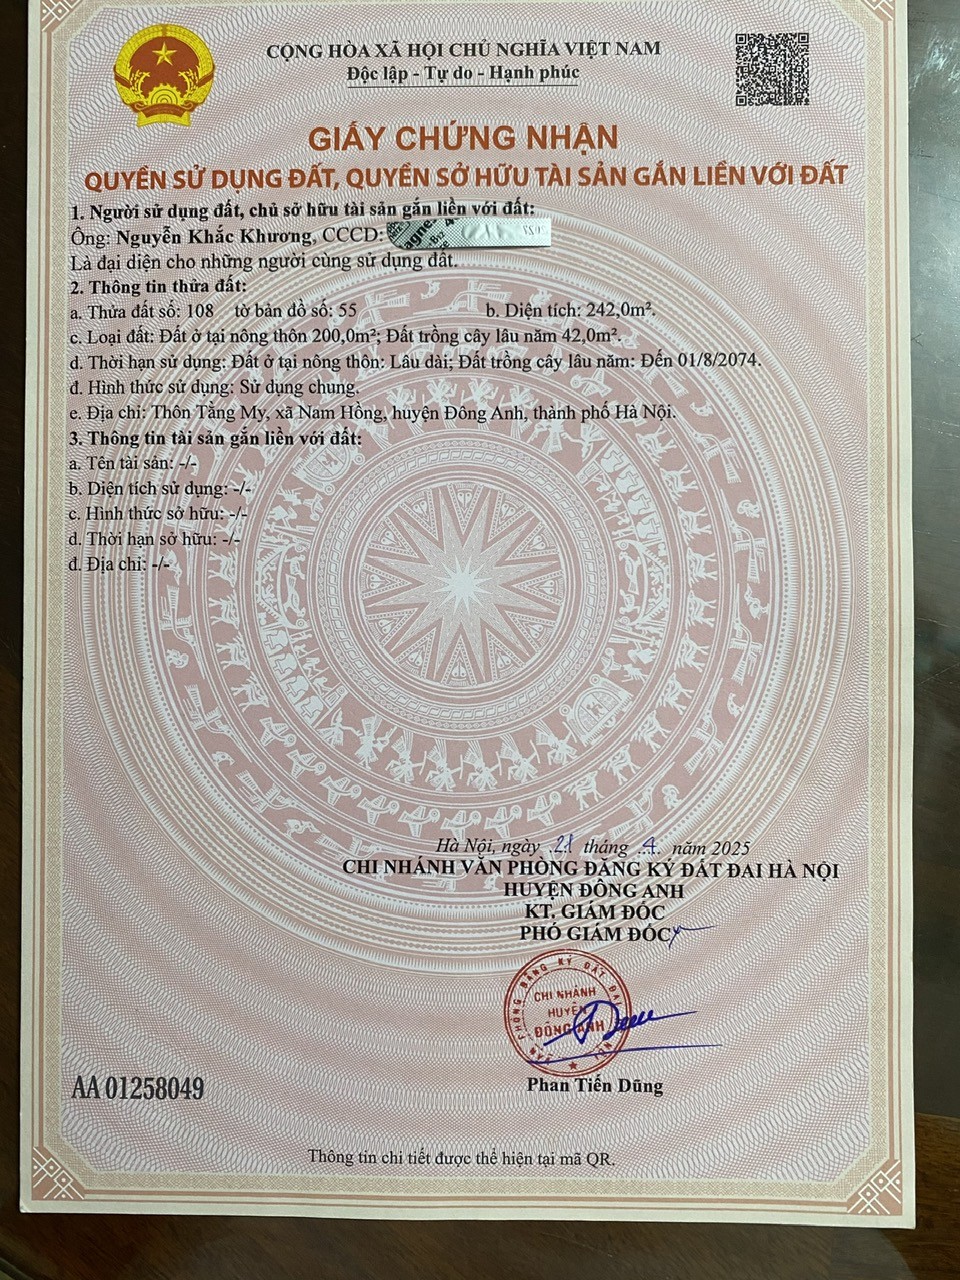 CỘNG HÒA XÃ HỘI CHỦ NGHĨA VIỆT NAM
Độc lập - Tự do - Hạnh phúc
GIẤY CHỨNG NHẬN
QUYỀN SỬ DỤNG ĐẤT, QUYỀN SỞ HỮU TÀI SẢN GẮN LIỀN VỚI ĐẤT
1. Người sử dụng đất, chủ sở hữu tài sản gắn liền với đất:
Ông: Nguyễn Khắc Khương, CCCD:
Là đại diện cho những người cùng sử dụng đất.
2. Thông tin thửa đất:
a. Thửa đất số: 108 tờ bản đồ số: 55 b. Diện tích: 242,0m².
c. Loại đất: Đất ở tại nông thôn 200,0m²; Đất trồng cây lâu năm 42,0m².
d. Thời hạn sử dụng: Đất ở tại nông thôn: Lâu dài; Đất trồng cây lâu năm: Đến 01/8/2074.
đ. Hình thức sử dụng: Sử dụng chung.
e. Địa chỉ: Thôn Tằng My, xã Nam Hồng, huyện Đông Anh, thành phố Hà Nội.
3. Thông tin tài sản gắn liền với đất:
a. Tên tài sản: -/-
b. Diện tích sử dụng: -/-
c. Hình thức sở hữu: -/-
d. Thời hạn sở hữu: -/-
đ. Địa chỉ: -/-
Hà Nội, ngày 21 tháng 4 năm 2025
CHI NHÁNH VĂN PHÒNG ĐĂNG KÝ ĐẤT ĐAI HÀ NỘI
HUYỆN ĐÔNG ANH
KT. GIÁM ĐỐC
PHÓ GIÁM ĐỐC
VĂN PHÒNG ĐĂNG KÝ ĐẤT ĐAI
CHI NHÁNH
HUYỆN
ĐÔNG ANH
Phan Tiến Dũng
AA 01258049
Thông tin chi tiết được thể hiện tại mã QR.